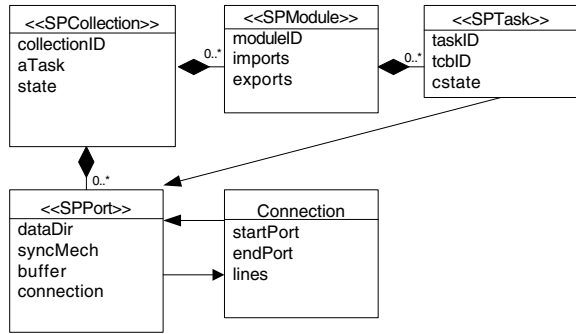 <<SPCollection>>
collectionID
aTask
state
0..*
<<SPModule>>
moduleID
imports
exports
0..*
<<SPTask>>
taskID
tcbID
cstate
0..*
<<SPPort>>
dataDir
syncMech
buffer
connection
Connection
startPort
endPort
lines